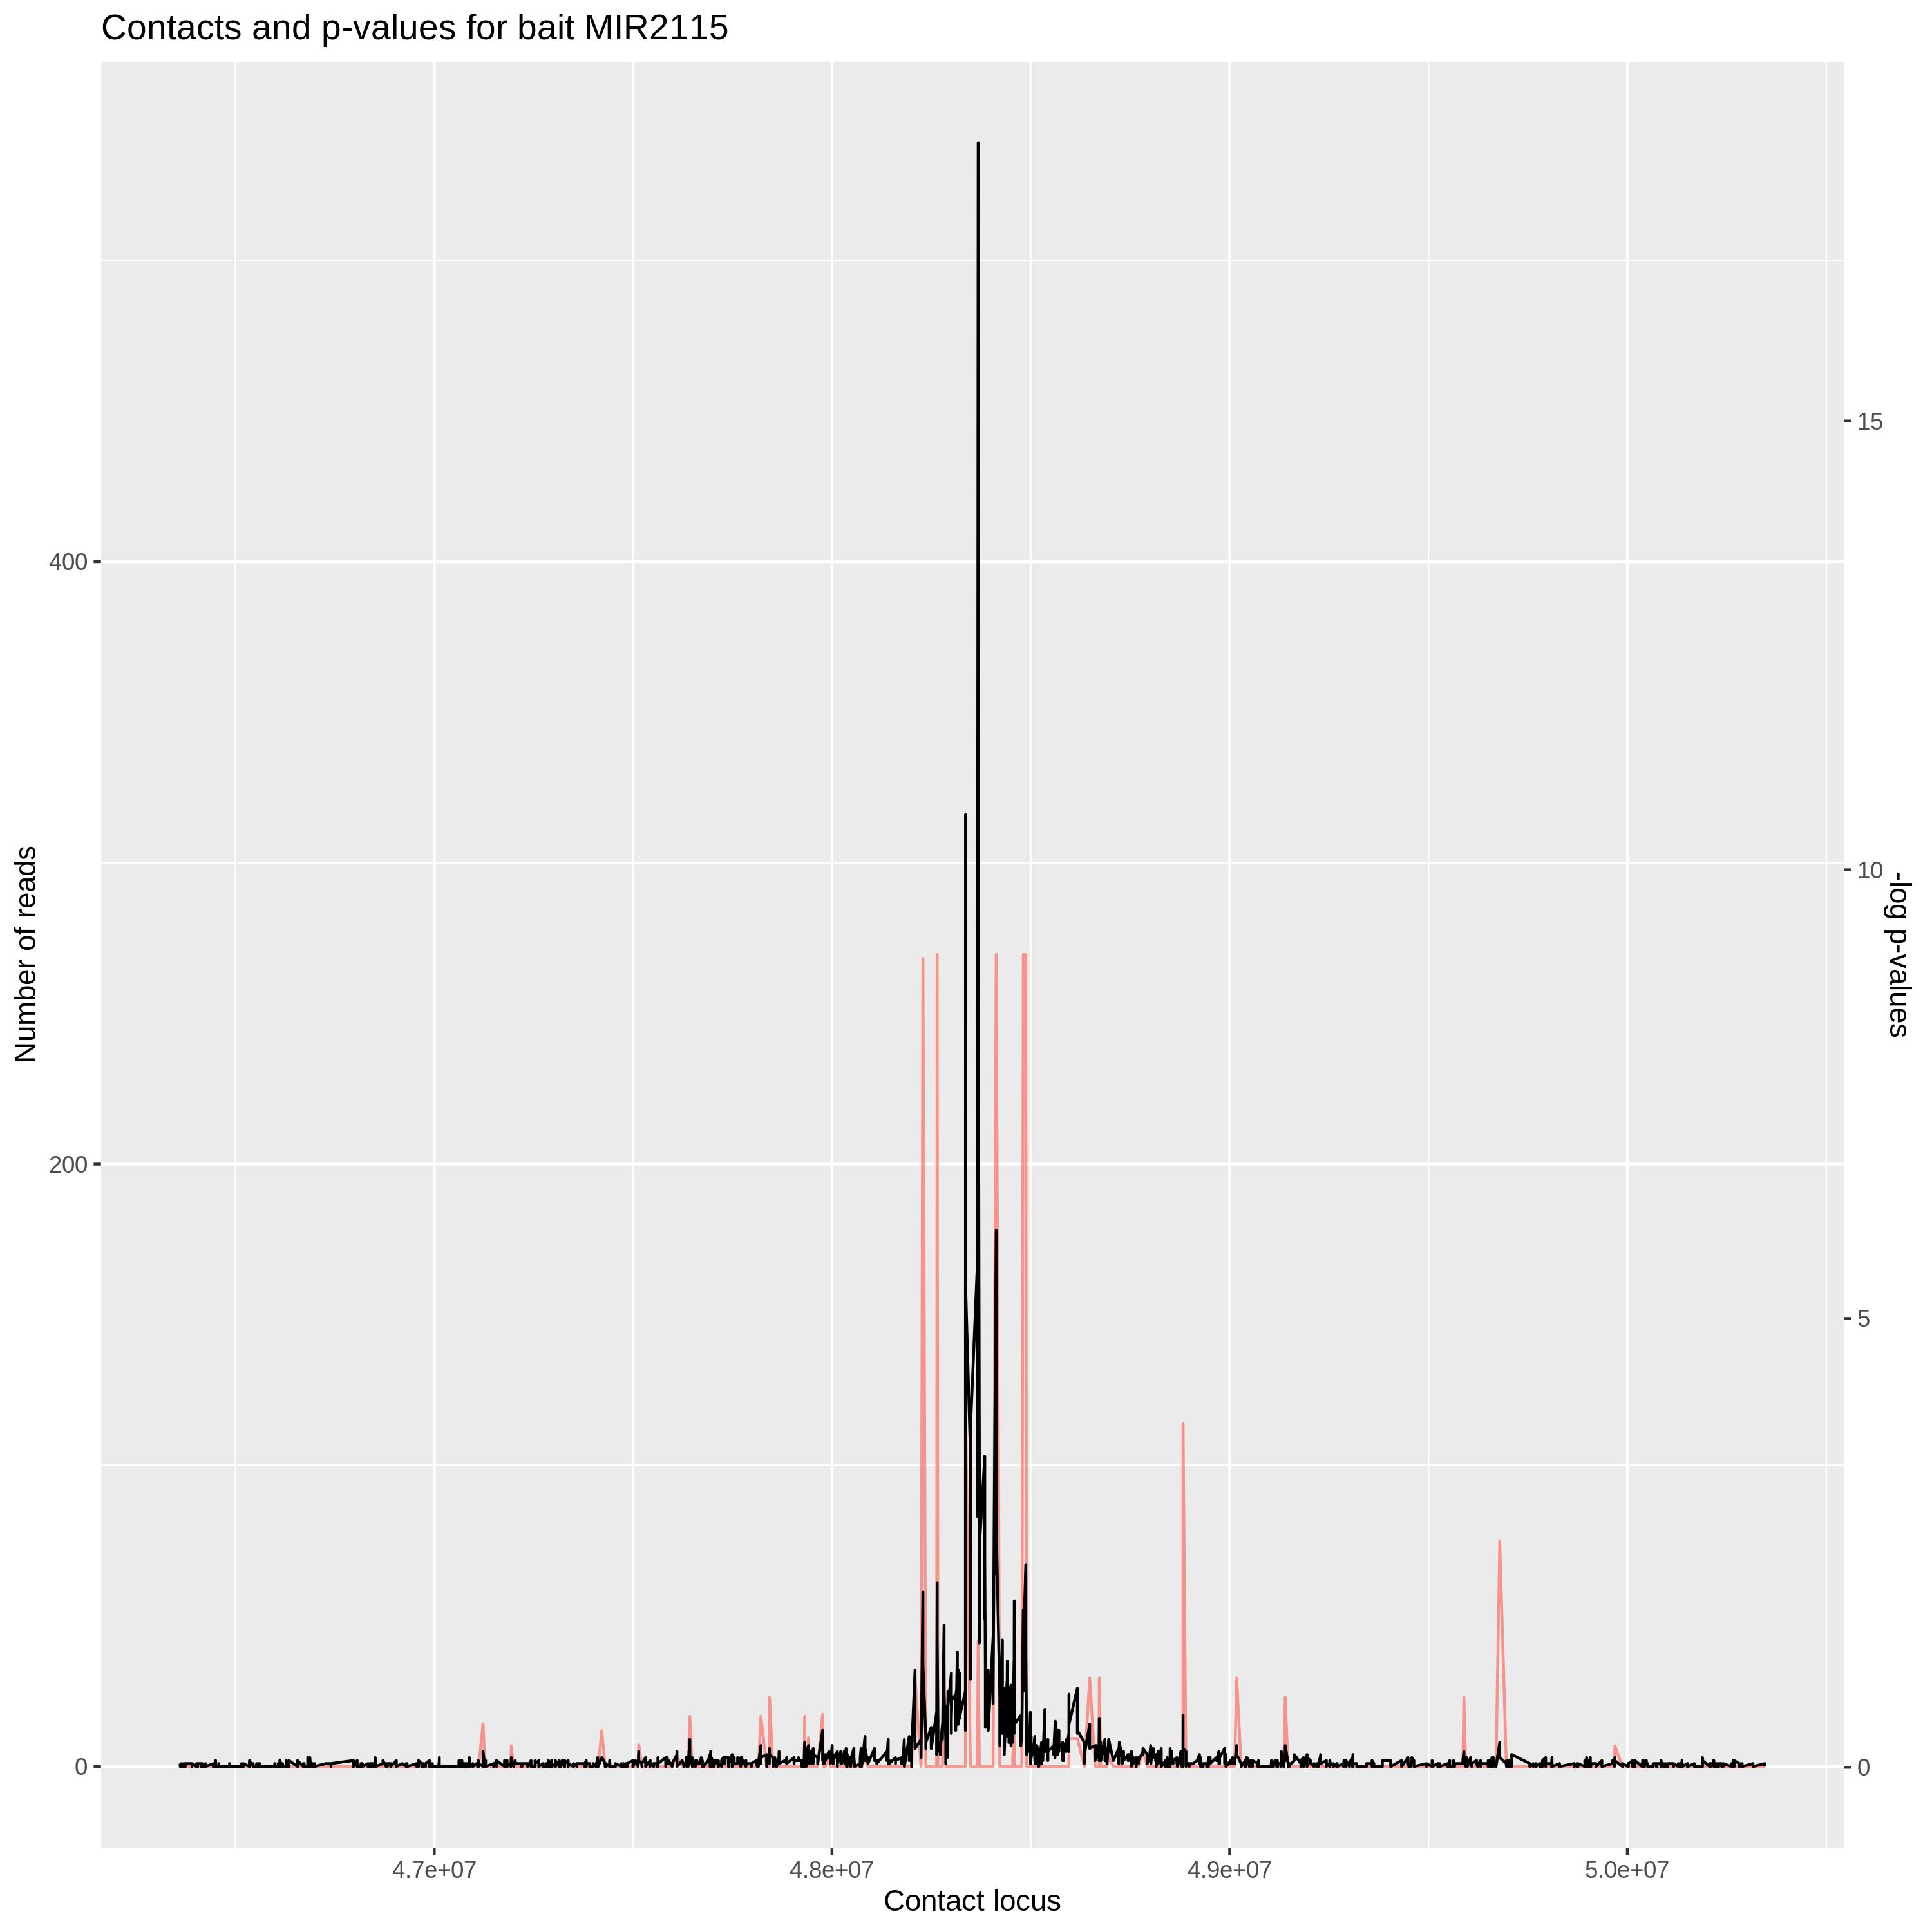 Contacts and p-values for bait MIR2115
Number of reads
400
200
0
15
10
5
0
-log p-values
4.7e+07
4.8e+07
4.9e+07
5.0e+07
Contact locus